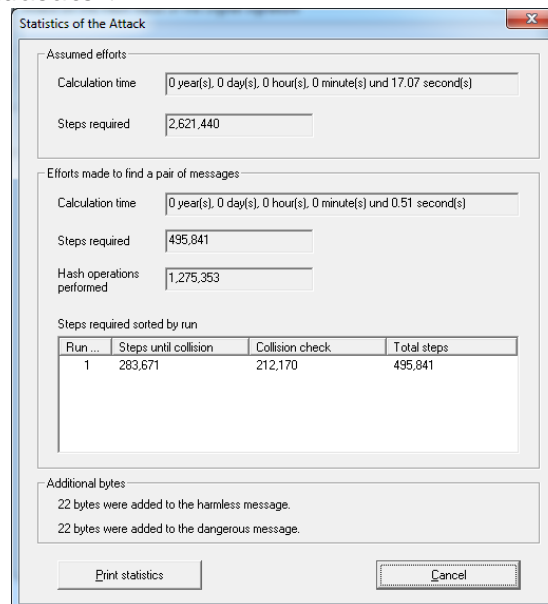 Statistics of the Attack
Assumed efforts
Calculation time 0 year(s), 0 day(s), 0 hour(s), 0 minute(s) und 17.07 second(s)
Steps required 2,621,440
Efforts made to find a pair of messages
Calculation time 0 year(s), 0 day(s), 0 hour(s), 0 minute(s) und 0.51 second(s)
Steps required 495,841
Hash operations
performed 1,275,353
Steps required sorted by run
Run ... Steps until collision Collision check Total steps
1 283,671 212,170 495,841
Additional bytes
22 bytes were added to the harmless message.
22 bytes were added to the dangerous message.
Print statistics Cancel